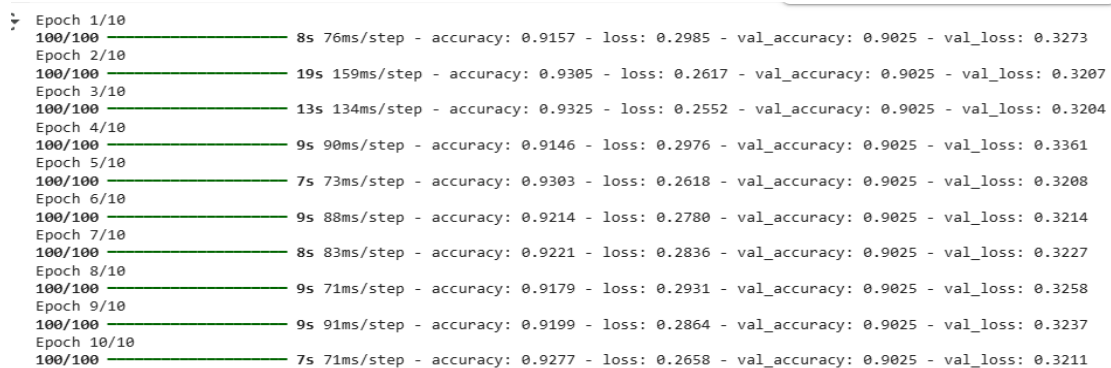 Epoch 1/10
100/100 ━━━━━━━━━━━━━━━━━━━━ 8s 76ms/step - accuracy: 0.9157 - loss: 0.2985 - val_accuracy: 0.9025 - val_loss: 0.3273
Epoch 2/10
100/100 ━━━━━━━━━━━━━━━━━━━━ 19s 159ms/step - accuracy: 0.9305 - loss: 0.2617 - val_accuracy: 0.9025 - val_loss: 0.3207
Epoch 3/10
100/100 ━━━━━━━━━━━━━━━━━━━━ 13s 134ms/step - accuracy: 0.9325 - loss: 0.2552 - val_accuracy: 0.9025 - val_loss: 0.3204
Epoch 4/10
100/100 ━━━━━━━━━━━━━━━━━━━━ 9s 90ms/step - accuracy: 0.9146 - loss: 0.2976 - val_accuracy: 0.9025 - val_loss: 0.3361
Epoch 5/10
100/100 ━━━━━━━━━━━━━━━━━━━━ 7s 73ms/step - accuracy: 0.9303 - loss: 0.2618 - val_accuracy: 0.9025 - val_loss: 0.3208
Epoch 6/10
100/100 ━━━━━━━━━━━━━━━━━━━━ 9s 88ms/step - accuracy: 0.9214 - loss: 0.2780 - val_accuracy: 0.9025 - val_loss: 0.3214
Epoch 7/10
100/100 ━━━━━━━━━━━━━━━━━━━━ 8s 83ms/step - accuracy: 0.9221 - loss: 0.2836 - val_accuracy: 0.9025 - val_loss: 0.3227
Epoch 8/10
100/100 ━━━━━━━━━━━━━━━━━━━━ 9s 71ms/step - accuracy: 0.9179 - loss: 0.2931 - val_accuracy: 0.9025 - val_loss: 0.3258
Epoch 9/10
100/100 ━━━━━━━━━━━━━━━━━━━━ 9s 91ms/step - accuracy: 0.9199 - loss: 0.2864 - val_accuracy: 0.9025 - val_loss: 0.3237
Epoch 10/10
100/100 ━━━━━━━━━━━━━━━━━━━━ 7s 71ms/step - accuracy: 0.9277 - loss: 0.2658 - val_accuracy: 0.9025 - val_loss: 0.3211